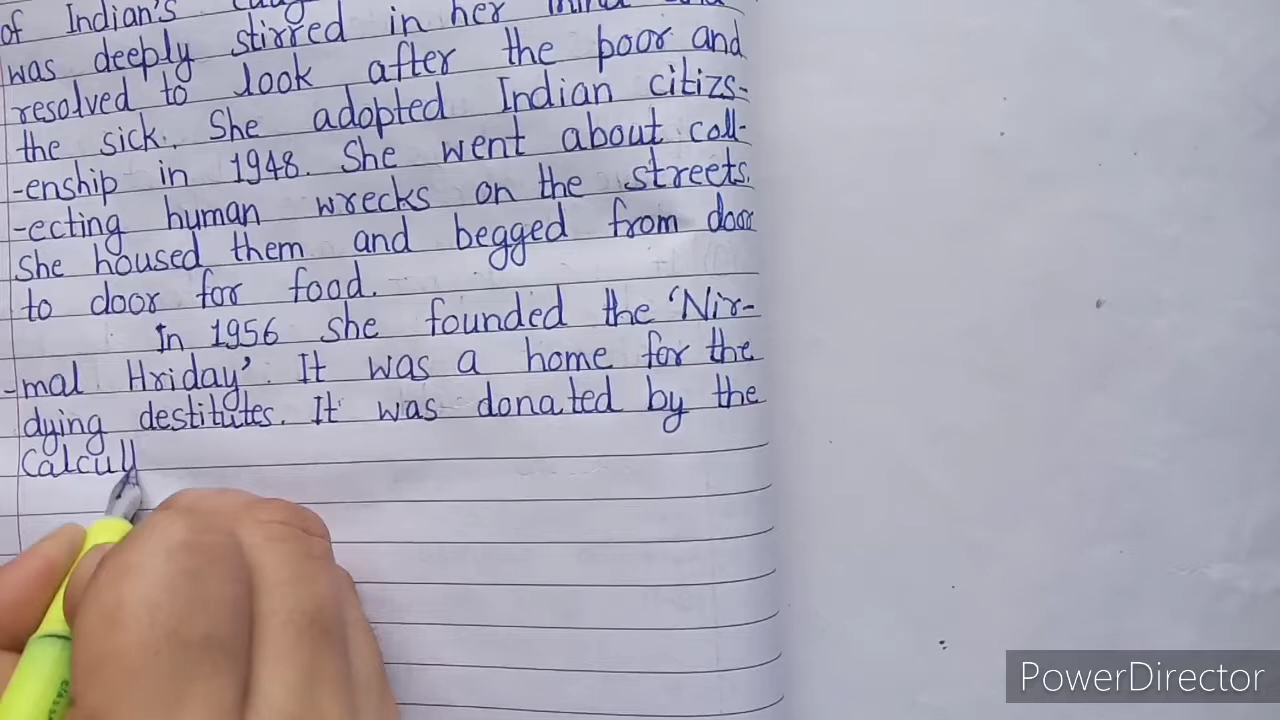 of Indian's in her
was deeply stirred
resolved to look after the poor and
the sick. She adopted Indian citizs-
-enship in 1948. She went about coll-
-ecting human wrecks on the streets.
She housed them and begged from door
to door for food.
In 1956 she founded the 'Nir-
-mal Hriday'. It was a home for the
dying destitutes. It was donated by the
Calcu
PowerDirector